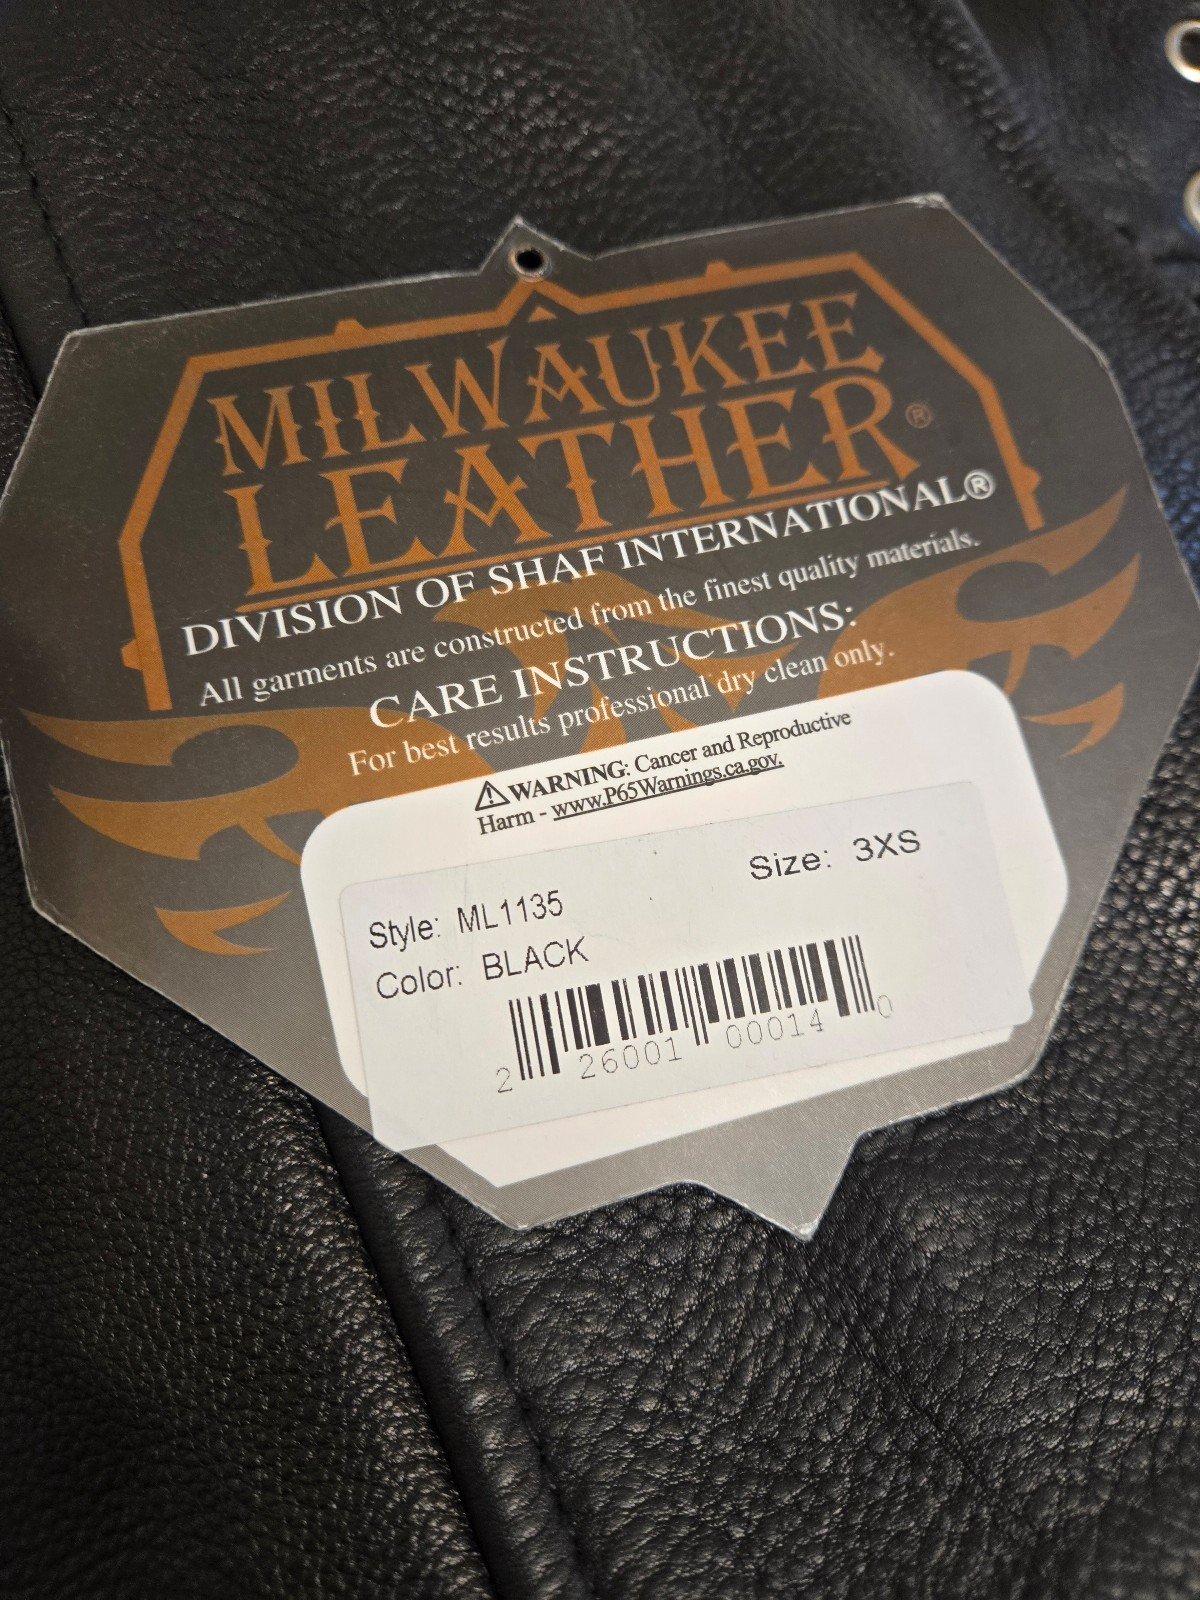 MILWAUKEE
LEATHER®
DIVISION OF SHAF INTERNATIONAL®
All garments are constructed from the finest quality materials.
CARE INSTRUCTIONS:
For best results professional dry clean only.
⚠WARNING: Cancer and Reproductive
Harm - www.P65Warnings.ca.gov.
Style: ML1135 Size: 3XS
Color: BLACK
2 26001 00014 0